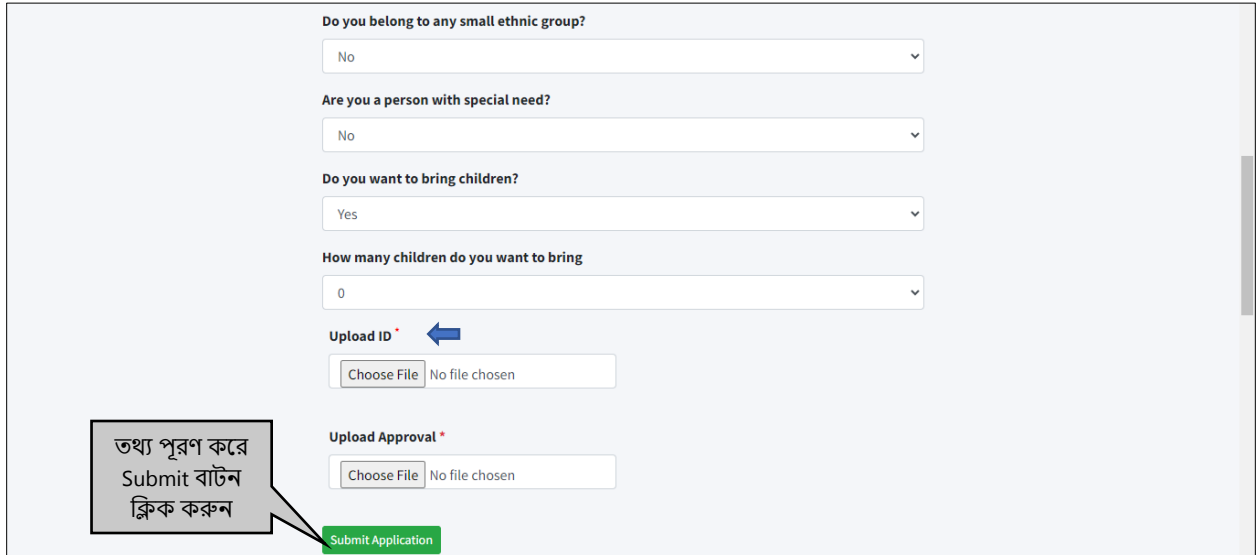 Do you belong to any small ethnic group?
No
Are you a person with special need?
No
Do you want to bring children?
Yes
How many children do you want to bring
0
Upload ID *
Choose File No file chosen
Upload Approval *
Choose File No file chosen
তথ্য পূরণ করে
Submit বাটন
ক্লিক করুন
Submit Application